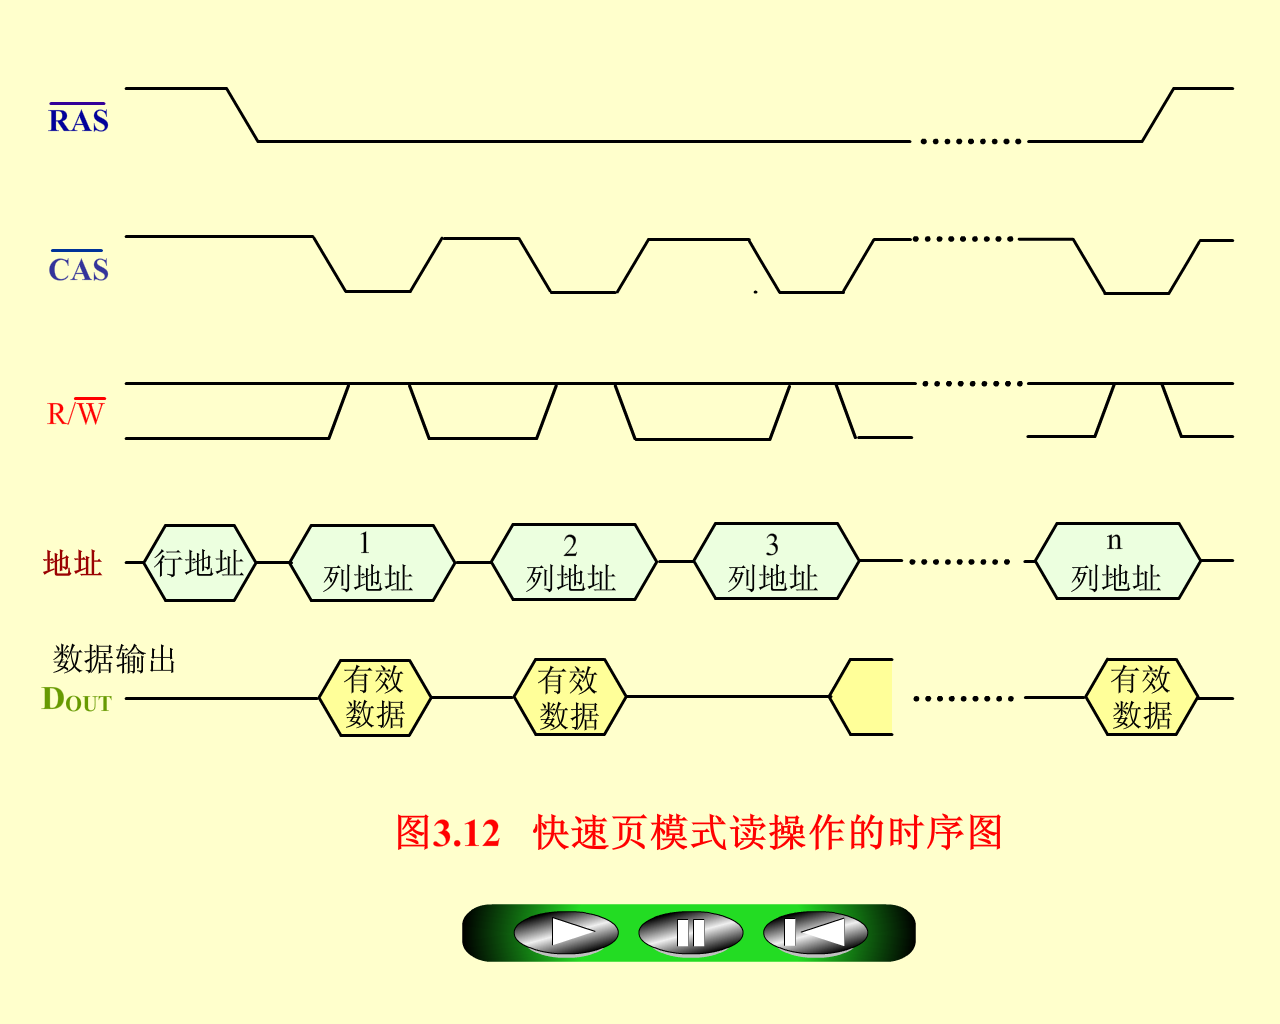 RAS
CAS
R/W
地址
行地址
1
列地址
2
列地址
3
列地址
n
列地址
数据输出
DOUT
有效
数据
有效
数据
有效
数据
图3.12 快速页模式读操作的时序图